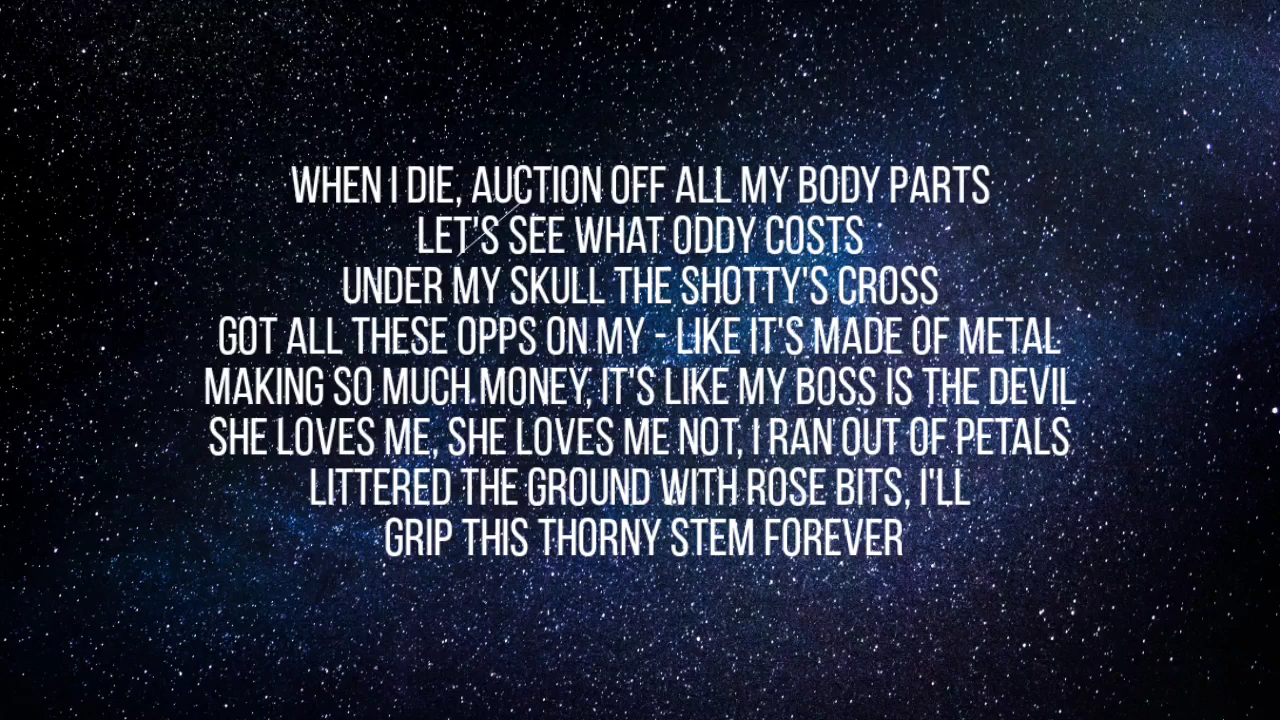 WHEN I DIE, AUCTION OFF ALL MY BODY PARTS
LET'S SEE WHAT ODDY COSTS
UNDER MY SKULL THE SHOTTY'S CROSS
GOT ALL THESE OPPS ON MY - LIKE IT'S MADE OF METAL
MAKING SO MUCH MONEY, IT'S LIKE MY BOSS IS THE DEVIL
SHE LOVES ME, SHE LOVES ME NOT, I RAN OUT OF PETALS
LITTERED THE GROUND WITH ROSE BITS, I'LL
GRIP THIS THORNY STEM FOREVER